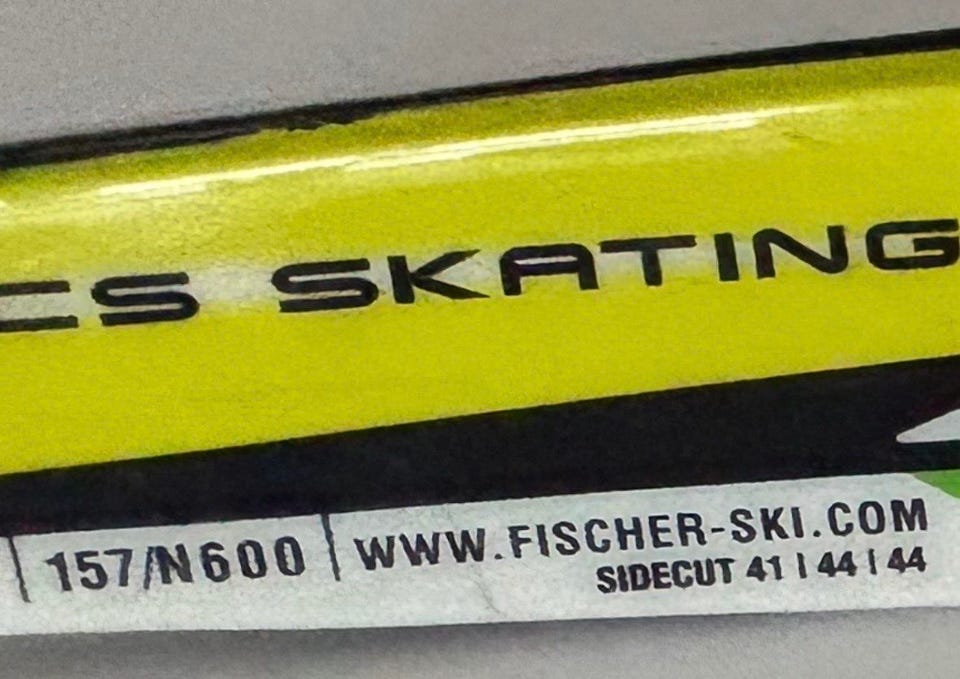 CS SKATING
157/N600 | WWW.FISCHER-SKI.COM
SIDECUT 41 | 44 | 44